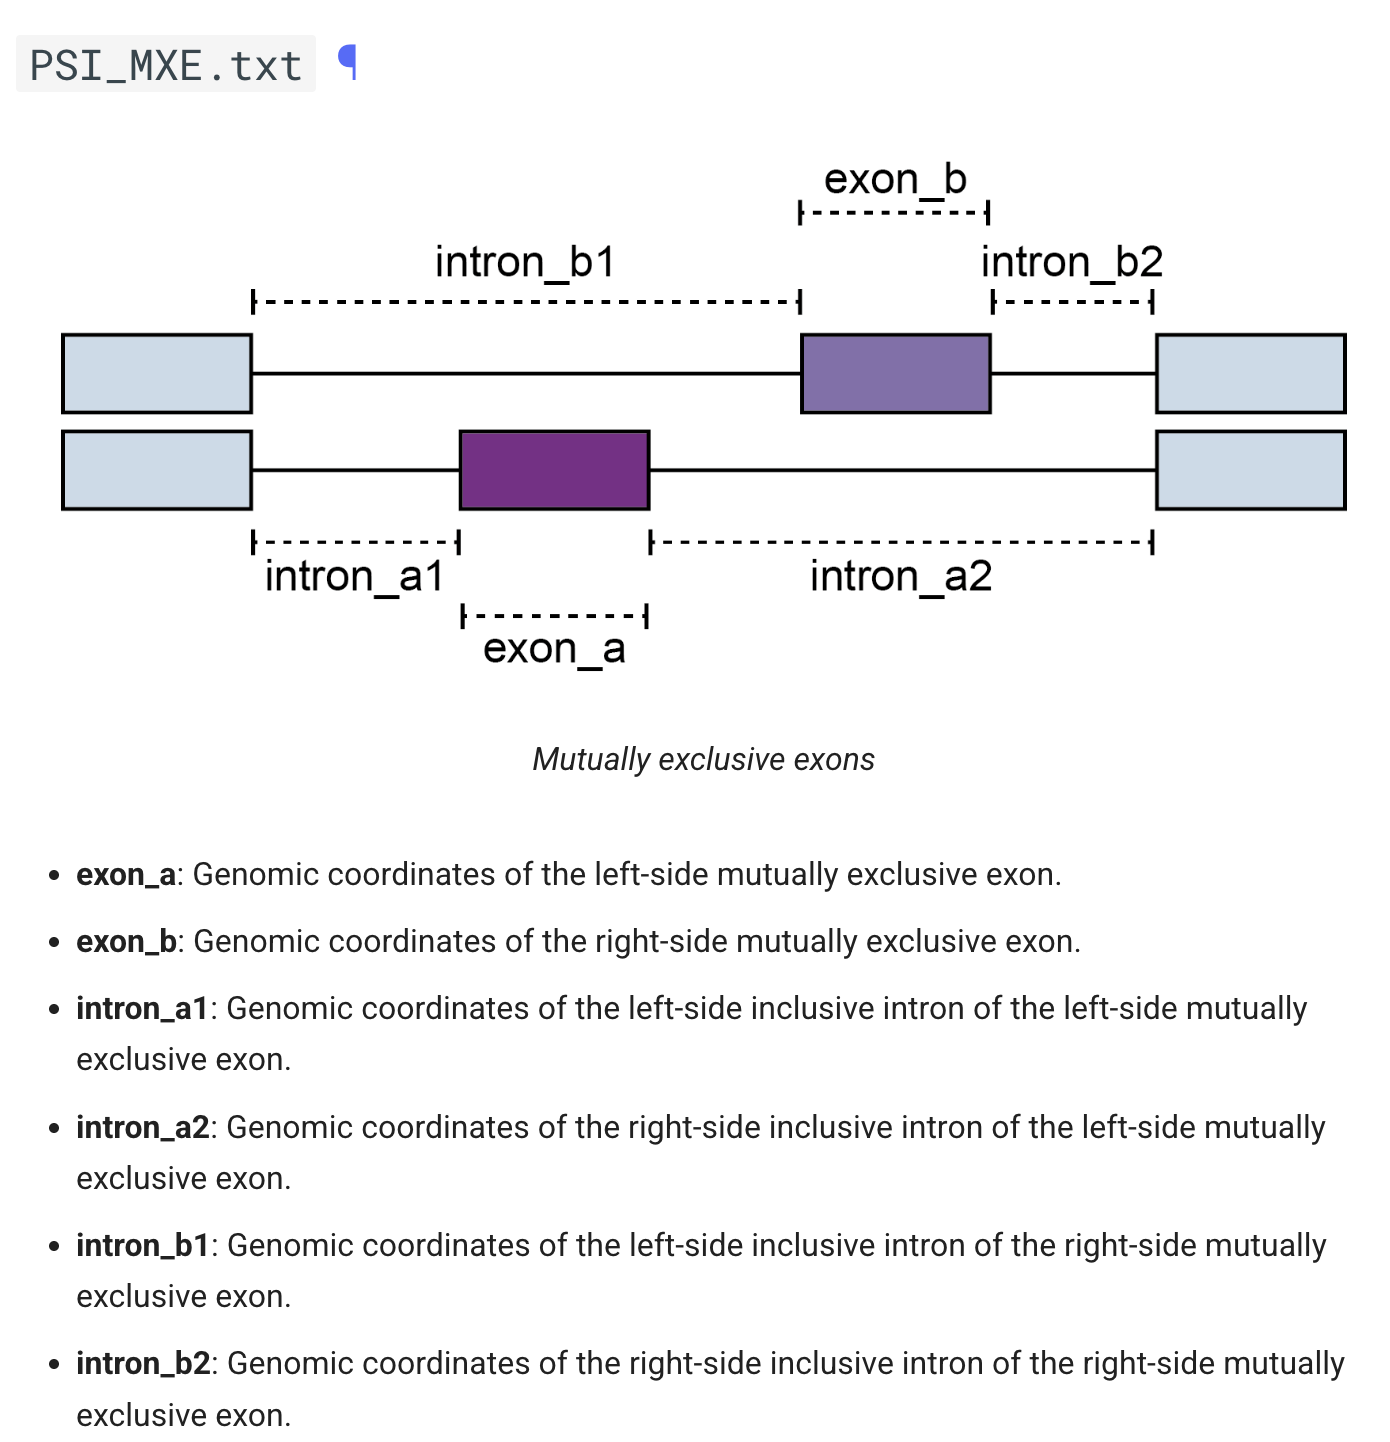 PSI_MXE.txt ¶
exon_b
intron_b1
intron_b2
intron_a1
intron_a2
exon_a
Mutually exclusive exons
• exon_a: Genomic coordinates of the left-side mutually exclusive exon.
• exon_b: Genomic coordinates of the right-side mutually exclusive exon.
• intron_a1: Genomic coordinates of the left-side inclusive intron of the left-side mutually
exclusive exon.
• intron_a2: Genomic coordinates of the right-side inclusive intron of the left-side mutually
exclusive exon.
• intron_b1: Genomic coordinates of the left-side inclusive intron of the right-side mutually
exclusive exon.
• intron_b2: Genomic coordinates of the right-side inclusive intron of the right-side mutually
exclusive exon.